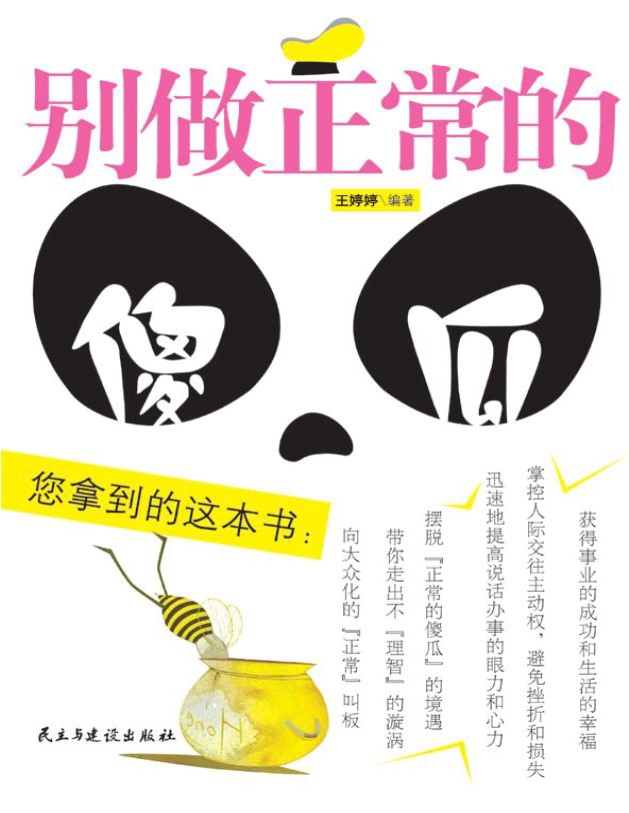 别做正常的
王婷婷\编著
傻瓜
您拿到的这本书：
向大众化的『正常』叫板
带你走出不『理智』的漩涡
摆脱『正常的傻瓜』的境遇
迅速地提高说话办事的眼力和心力
掌控人际交往主动权，避免挫折和损失
获得事业的成功和生活的幸福
民主与建设出版社